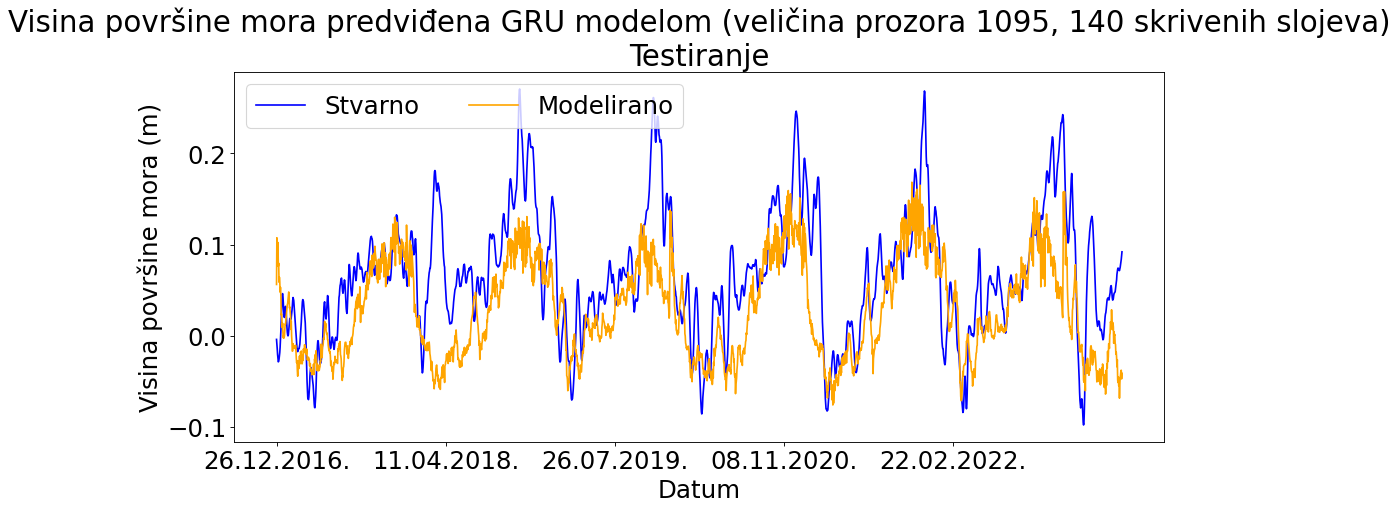 Visina površine mora predviđena GRU modelom (veličina prozora 1095, 140 skrivenih slojeva)
Testiranje
Stvarno
Modelirano
Visina površine mora (m)
0.2
0.1
0.0
−0.1
26.12.2016.
11.04.2018.
26.07.2019.
08.11.2020.
22.02.2022.
Datum